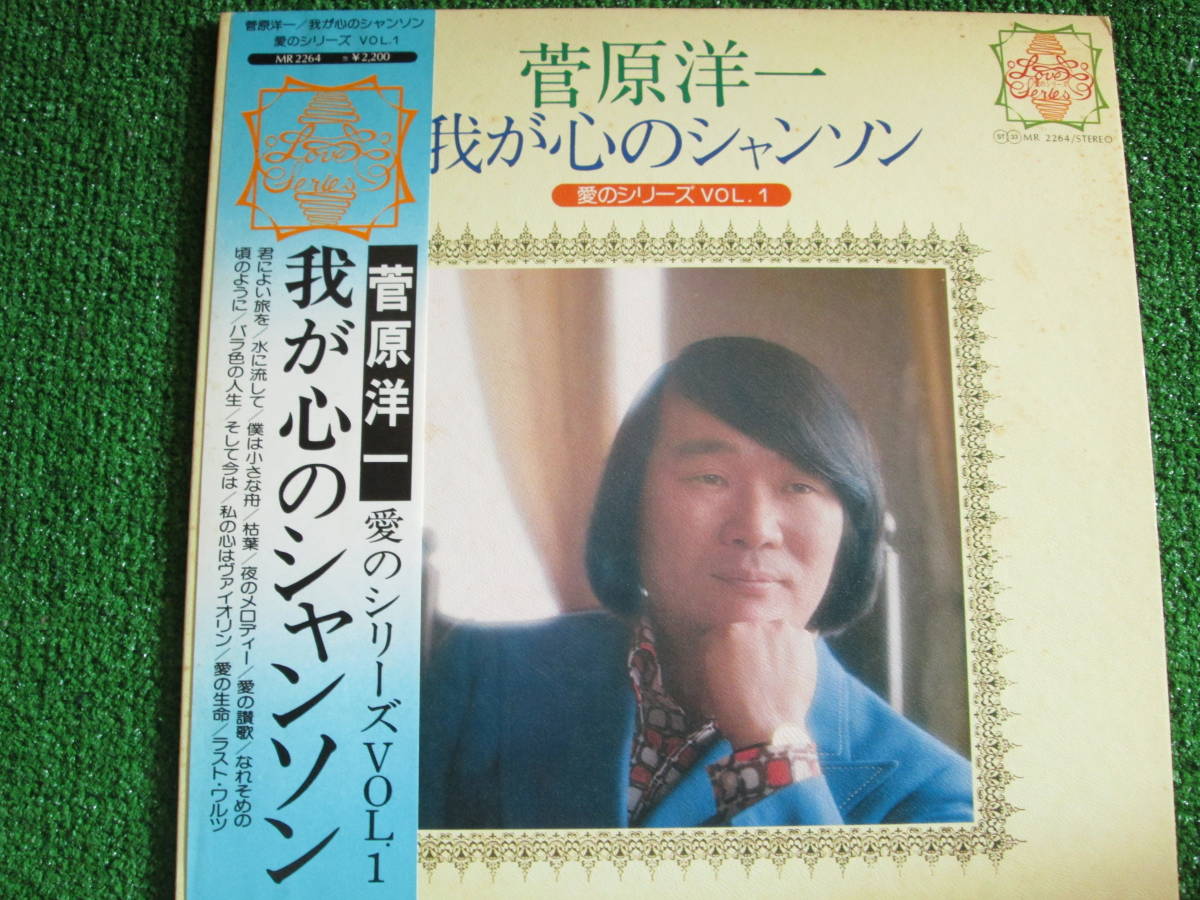 菅原洋一／我が心のシャンソン
愛のシリーズ VOL.1
MR 2264 ¥2,200
Love
Series
菅原洋一
愛のシリーズVOL.1
我が心のシャンソン
君によい旅を／水に流して／僕は小さな舟／枯葉／夜のメロディー／愛の讃歌／なれそめの
頃のように／バラ色の人生／そして今は／私の心はヴァイオリン／愛の生命／ラスト・ワルツ
菅原洋一
我が心のシャンソン
愛のシリーズ VOL.1
Love
Series
ST 33 MR 2264/STEREO